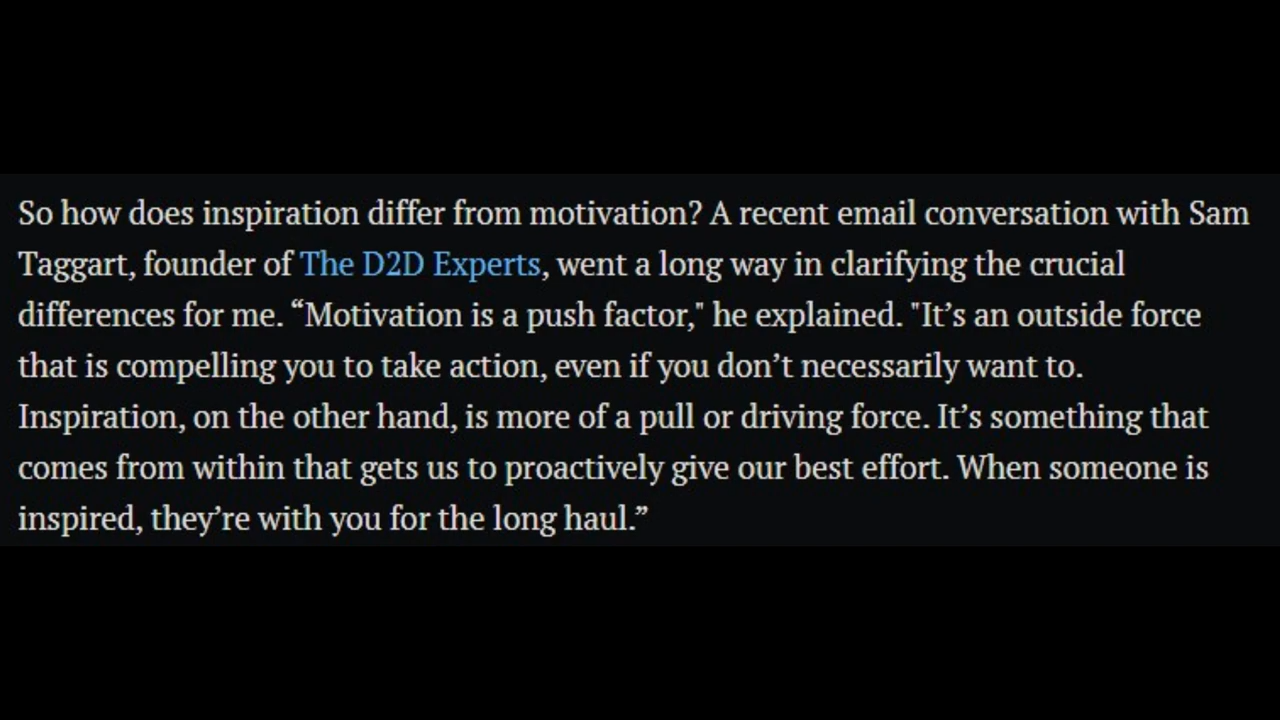 So how does inspiration differ from motivation? A recent email conversation with Sam
Taggart, founder of The D2D Experts, went a long way in clarifying the crucial
differences for me. “Motivation is a push factor," he explained. "It’s an outside force
that is compelling you to take action, even if you don’t necessarily want to.
Inspiration, on the other hand, is more of a pull or driving force. It’s something that
comes from within that gets us to proactively give our best effort. When someone is
inspired, they’re with you for the long haul.”